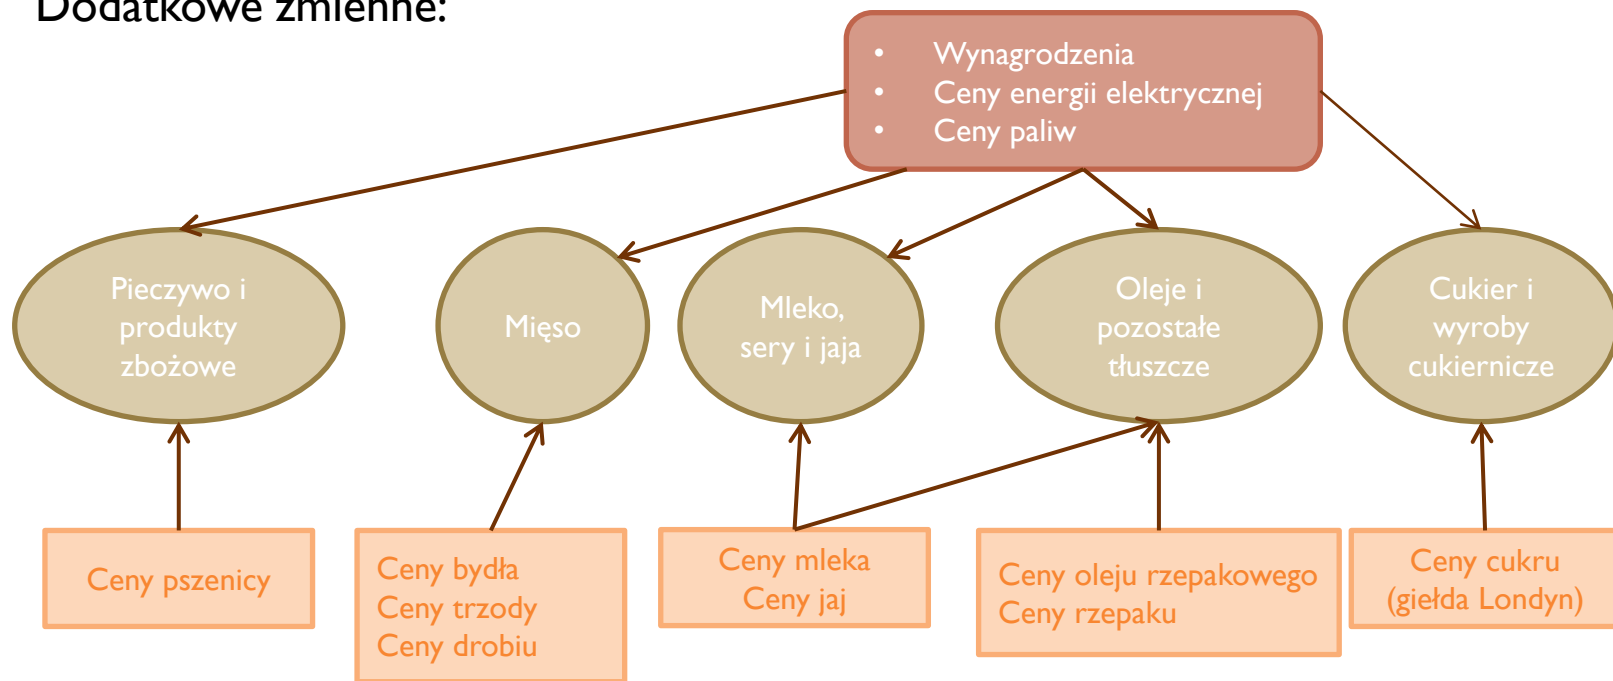 Dodatkowe zmienne:
• Wynagrodzenia
• Ceny energii elektrycznej
• Ceny paliw
Pieczywo i
produkty
zbożowe
Mięso
Mleko,
sery i jaja
Oleje i
pozostałe
tłuszcze
Cukier i
wyroby
cukiernicze
Ceny pszenicy
Ceny bydła
Ceny trzody
Ceny drobiu
Ceny mleka
Ceny jaj
Ceny oleju rzepakowego
Ceny rzepaku
Ceny cukru
(giełda Londyn)